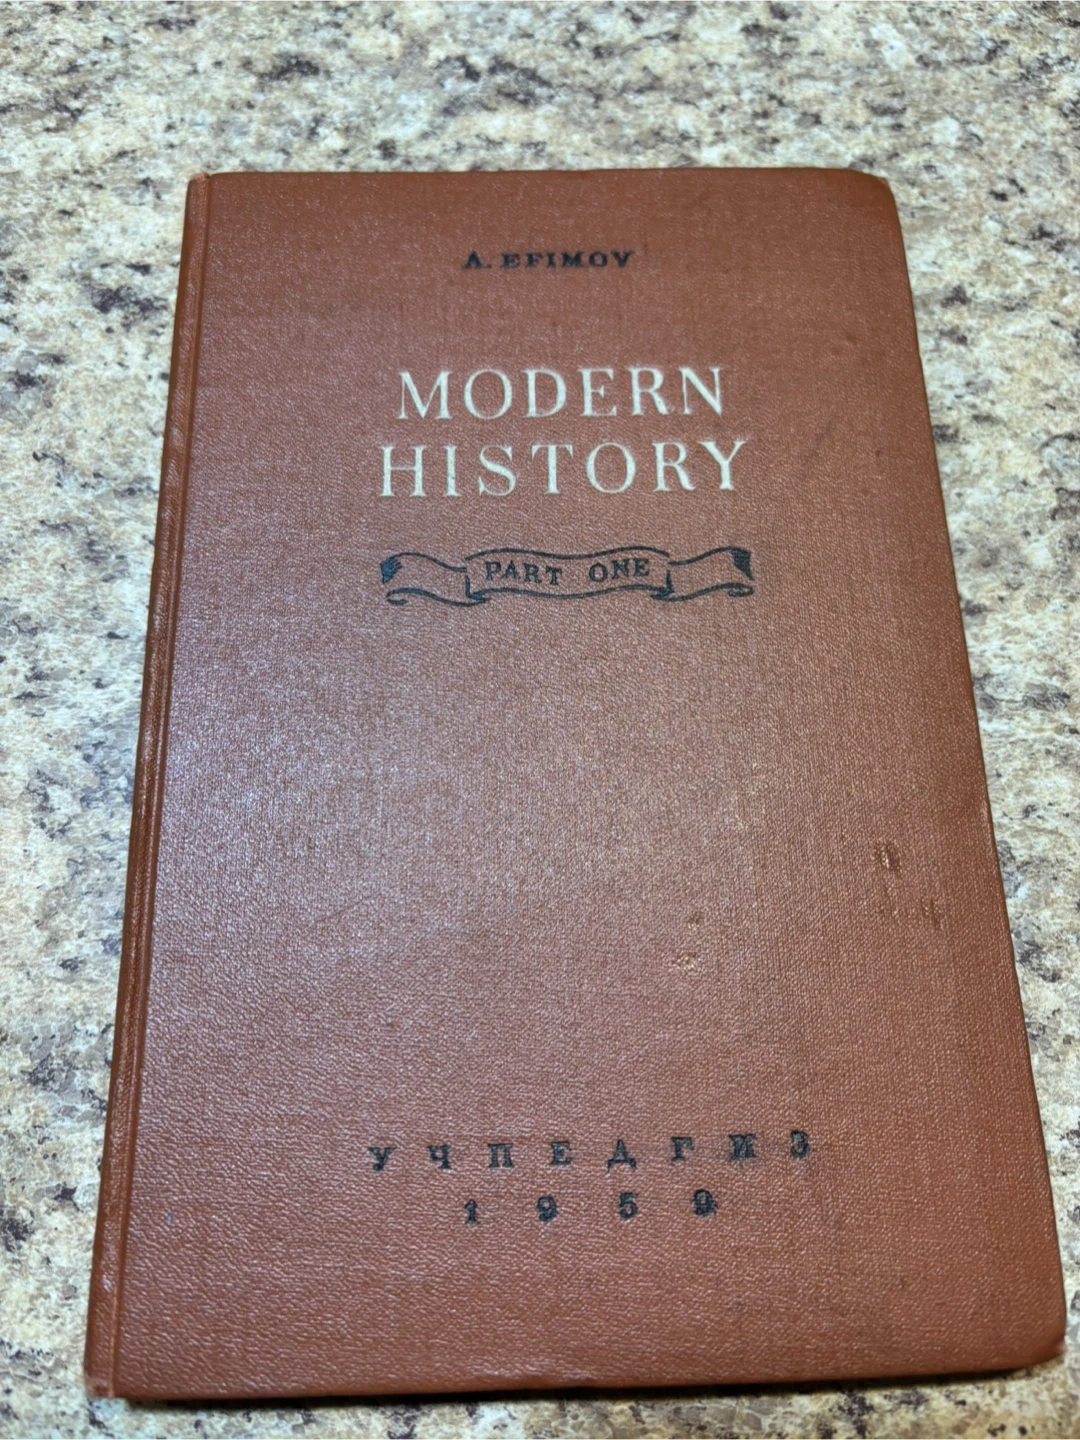 A. EFIMOV
MODERN
HISTORY
PART ONE
УЧПЕДГИЗ
1959